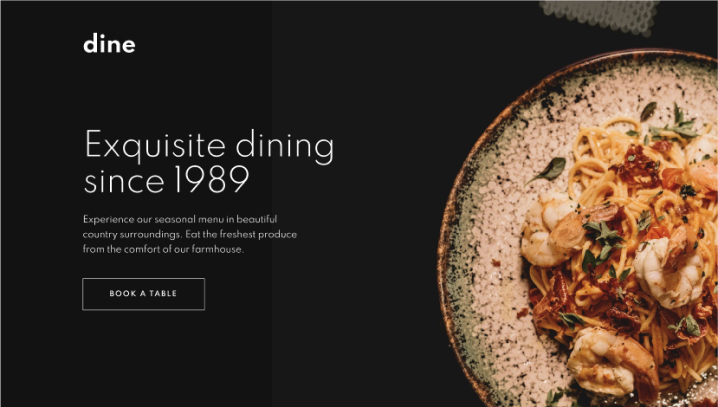 dine
Exquisite dining
since 1989
Experience our seasonal menu in beautiful
country surroundings. Eat the freshest produce
from the comfort of our farmhouse.
BOOK A TABLE